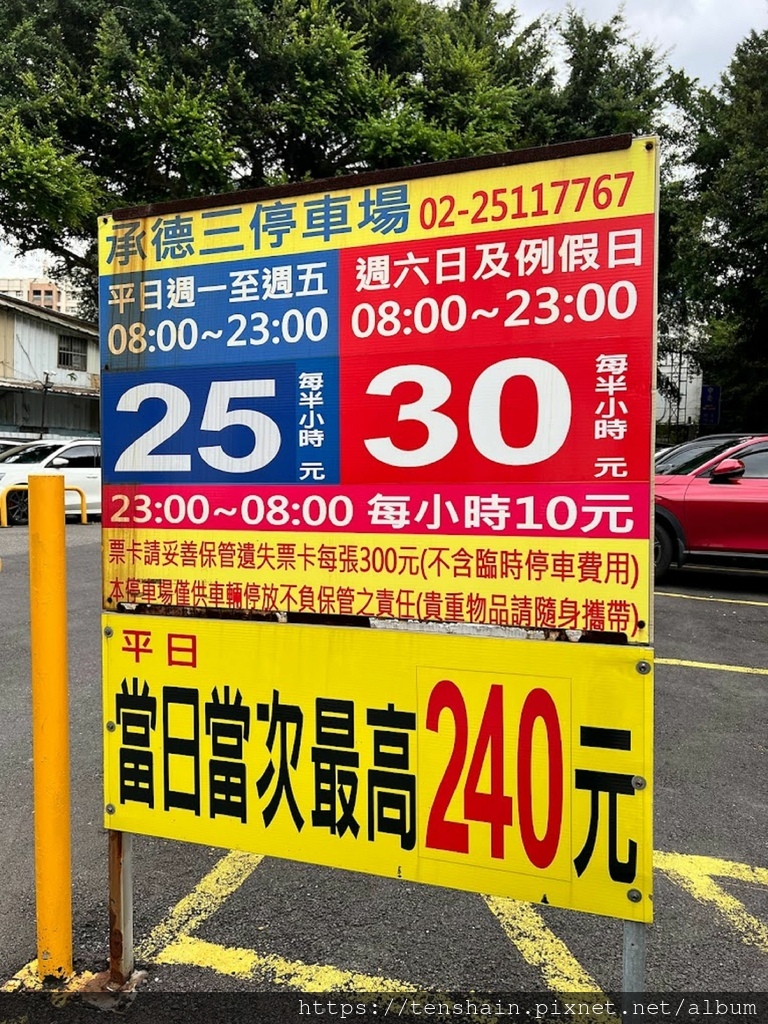 承德三停車場 02-25117767
平日週一至週五
08:00~23:00
25 每半小時 元
週六日及例假日
08:00~23:00
30 每半小時 元
23:00~08:00 每小時10元
票卡請妥善保管遺失票卡每張300元(不含臨時停車費用)
本停車場僅供車輛停放不負保管之責任(貴重物品請隨身攜帶)
平日
當日當次最高240元
https://tenshain.pixnet.net/album